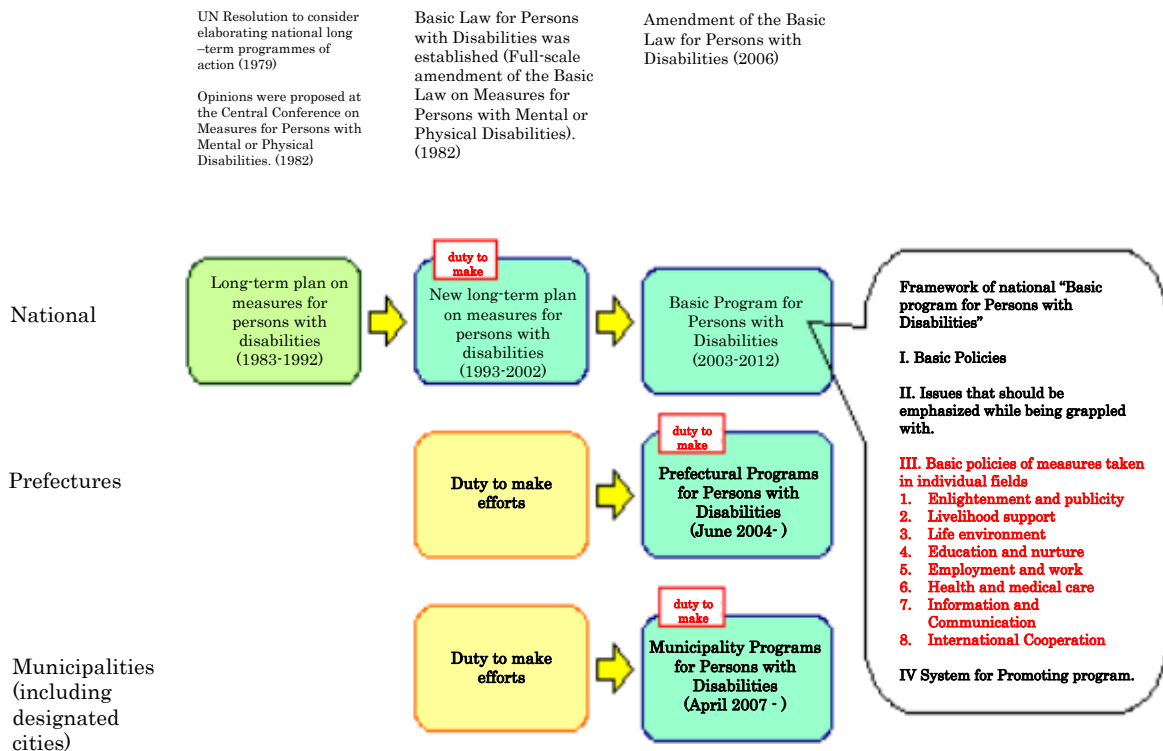 UN Resolution to consider
elaborating national long
–term programmes of
action (1979)
Opinions were proposed at
the Central Conference on
Measures for Persons with
Mental or Physical
Disabilities. (1982)
Basic Law for Persons
with Disabilities was
established (Full-scale
amendment of the Basic
Law on Measures for
Persons with Mental or
Physical Disabilities).
(1982)
Amendment of the Basic
Law for Persons with
Disabilities (2006)
National
Long-term plan on
measures for
persons with
disabilities
(1983-1992)
duty to
make
New long-term plan
on measures for
persons with
disabilities
(1993-2002)
Basic Program for
Persons with
Disabilities
(2003-2012)
Prefectures
Duty to make
efforts
duty to
make
Prefectural Programs
for Persons with
Disabilities
(June 2004- )
Municipalities
(including
designated
cities)
Duty to make
efforts
duty to
make
Municipality Programs
for Persons with
Disabilities
(April 2007 - )
Framework of national “Basic
program for Persons with
Disabilities”
I. Basic Policies
II. Issues that should be
emphasized while being grappled
with.
III. Basic policies of measures taken
in individual fields
1. Enlightenment and publicity
2. Livelihood support
3. Life environment
4. Education and nurture
5. Employment and work
6. Health and medical care
7. Information and
Communication
8. International Cooperation
IV System for Promoting program.